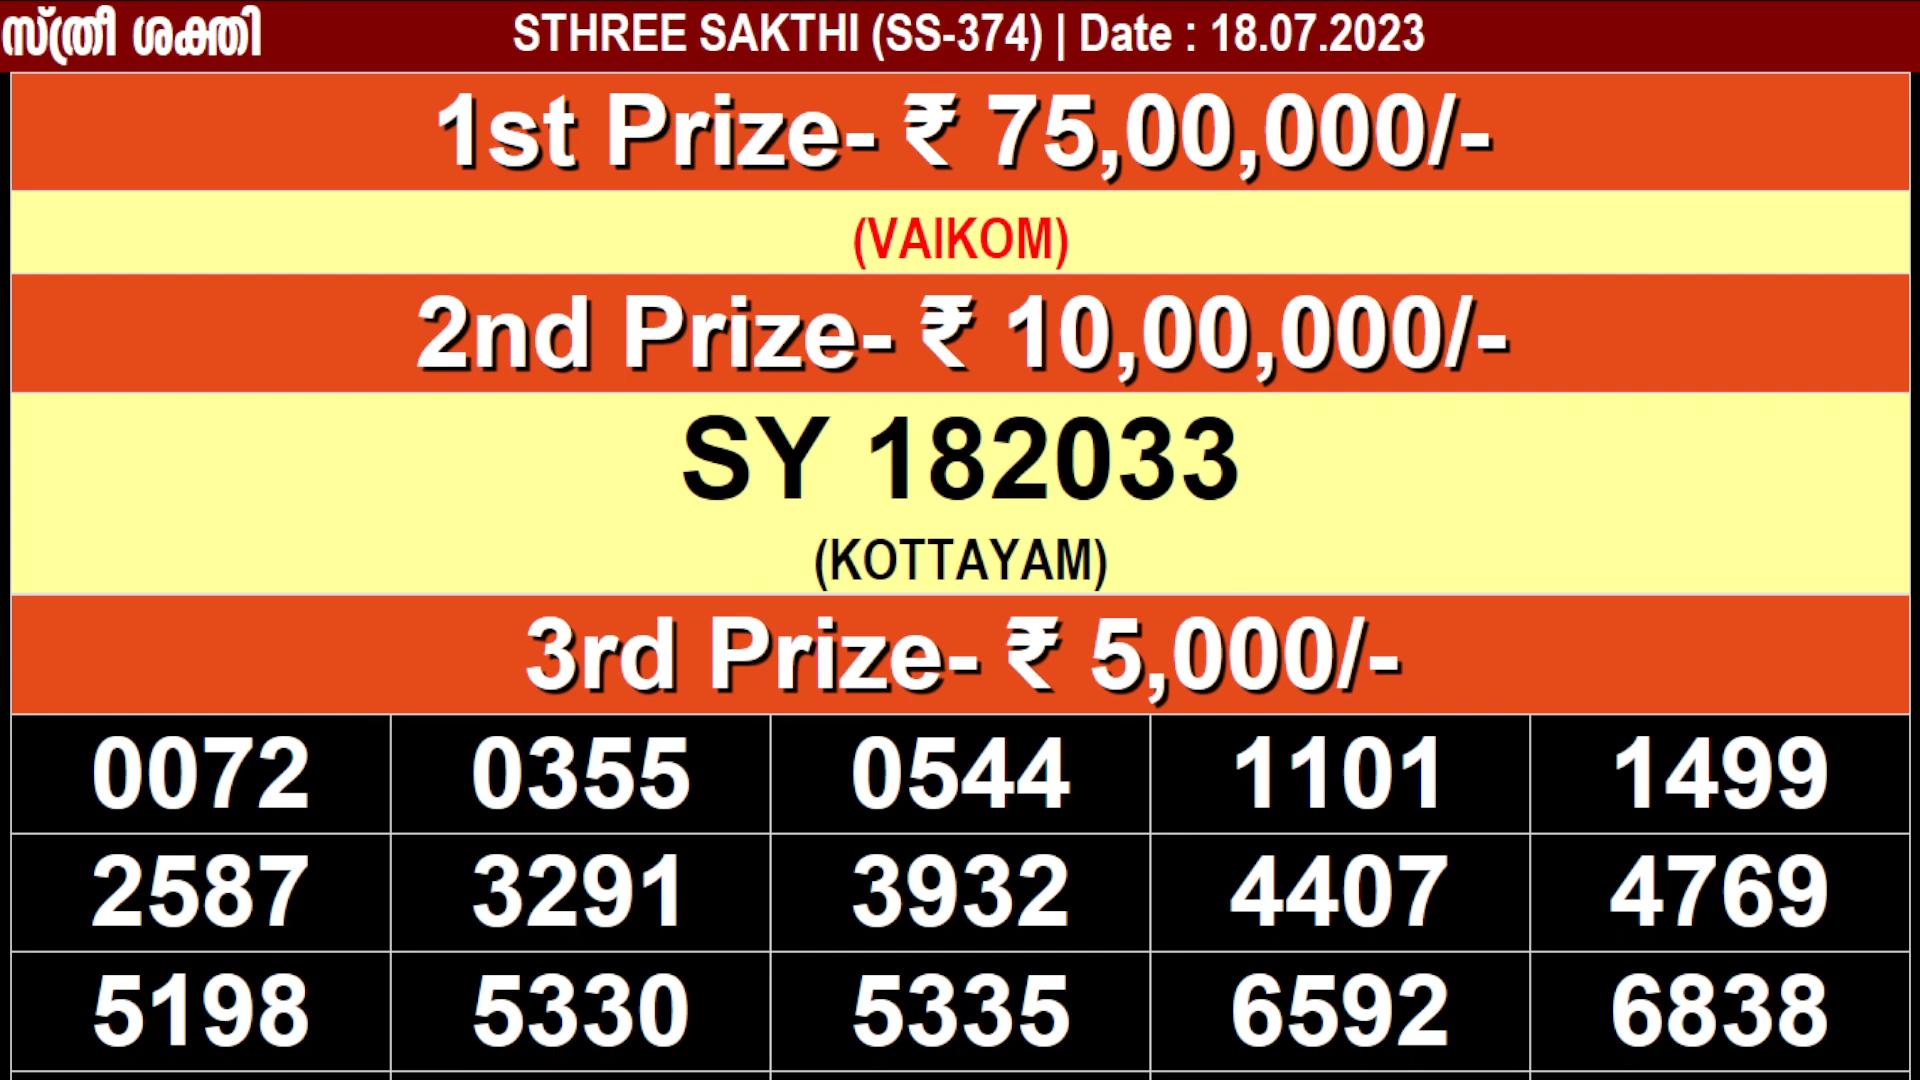 സ്ത്രീ ശക്തി STHREE SAKTHI (SS-374) | Date : 18.07.2023
1st Prize- ₹ 75,00,000/-
(VAIKOM)
2nd Prize- ₹ 10,00,000/-
SY 182033
(KOTTAYAM)
3rd Prize- ₹ 5,000/-
0072 0355 0544 1101 1499
2587 3291 3932 4407 4769
5198 5330 5335 6592 6838